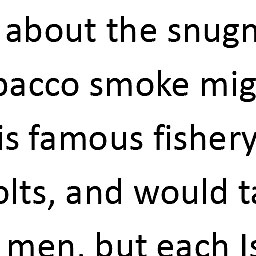 about the snugn
bacco smoke mig
is famous fishery
olts, and would ta
men, but each Is